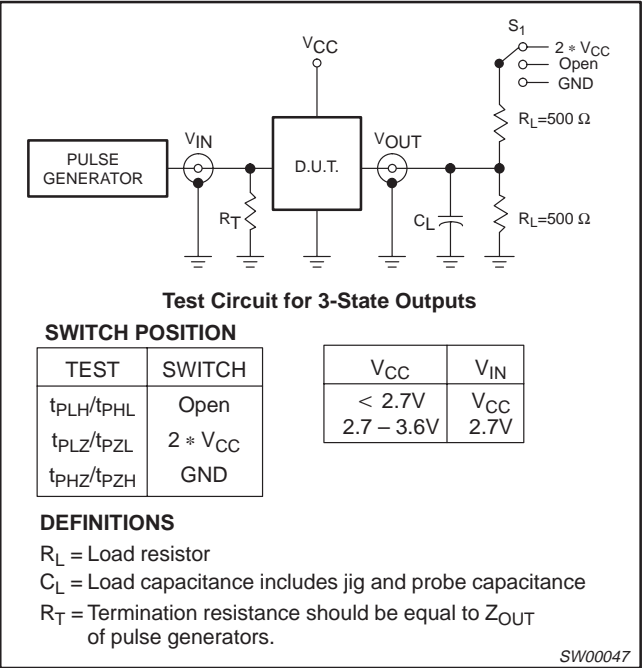 S1
VCC
2 * VCC
Open
GND
RL=500 Ω
VIN
VOUT
PULSE
GENERATOR
D.U.T.
RT
CL
RL=500 Ω
Test Circuit for 3-State Outputs
SWITCH POSITION
TEST SWITCH
tPLH/tPHL Open
tPLZ/tPZL 2 * VCC
tPHZ/tPZH GND
VCC VIN
< 2.7V VCC
2.7 – 3.6V 2.7V
DEFINITIONS
RL = Load resistor
CL = Load capacitance includes jig and probe capacitance
RT = Termination resistance should be equal to ZOUT
of pulse generators.
SW00047